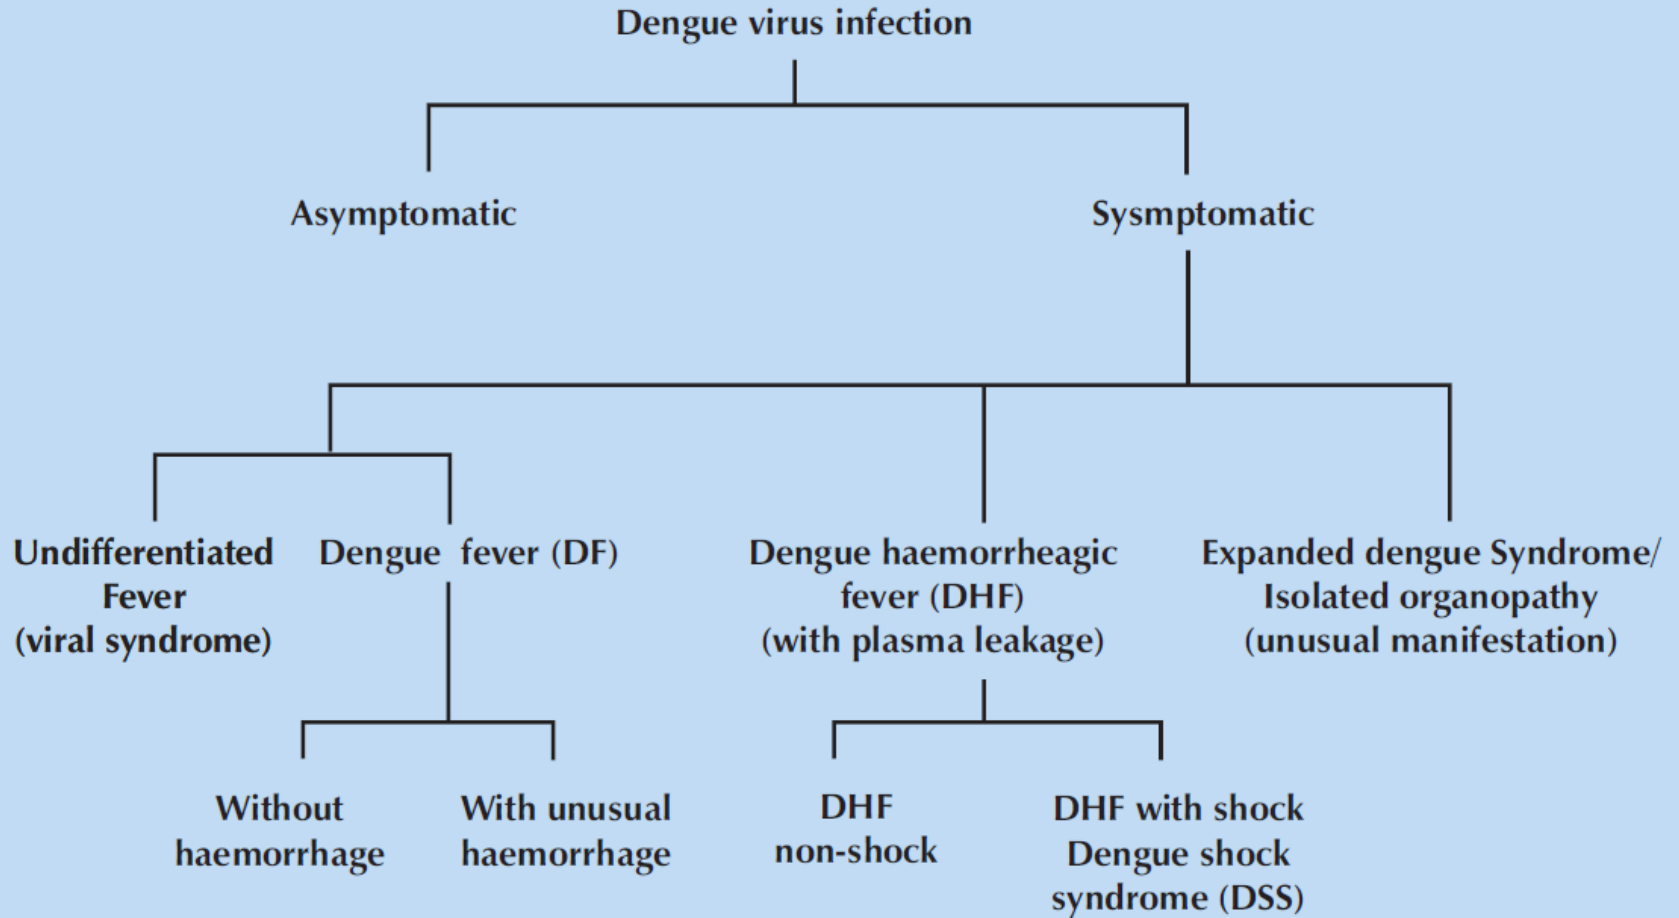 Dengue virus infection
Asymptomatic
Sysmptomatic
Undifferentiated
Fever
(viral syndrome)
Dengue fever (DF)
Dengue haemorrheagic
fever (DHF)
(with plasma leakage)
Expanded dengue Syndrome/
Isolated organopathy
(unusual manifestation)
Without
haemorrhage
With unusual
haemorrhage
DHF
non-shock
DHF with shock
Dengue shock
syndrome (DSS)